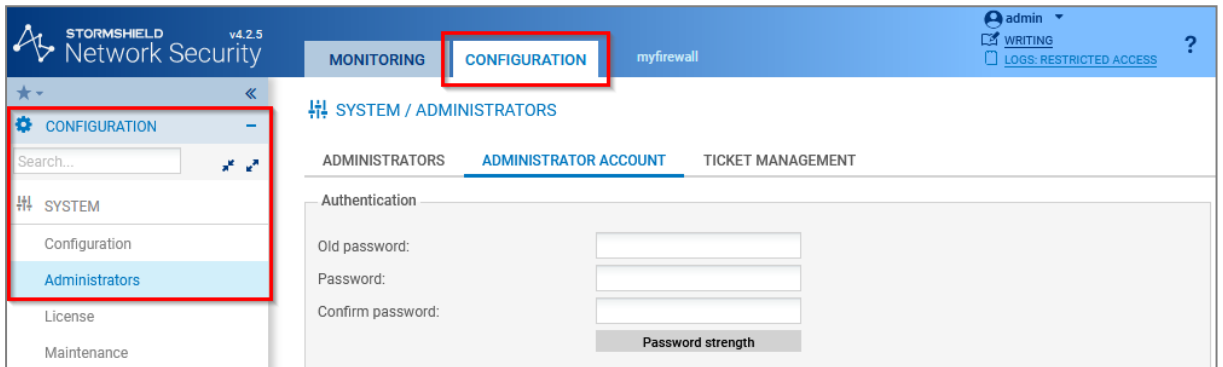 STORMSHIELD v4.2.5
Network Security
MONITORING CONFIGURATION myfirewall
admin
WRITING
LOGS: RESTRICTED ACCESS
?
CONFIGURATION
Search...
SYSTEM
Configuration
Administrators
License
Maintenance
SYSTEM / ADMINISTRATORS
ADMINISTRATORS ADMINISTRATOR ACCOUNT TICKET MANAGEMENT
Authentication
Old password:
Password:
Confirm password:
Password strength